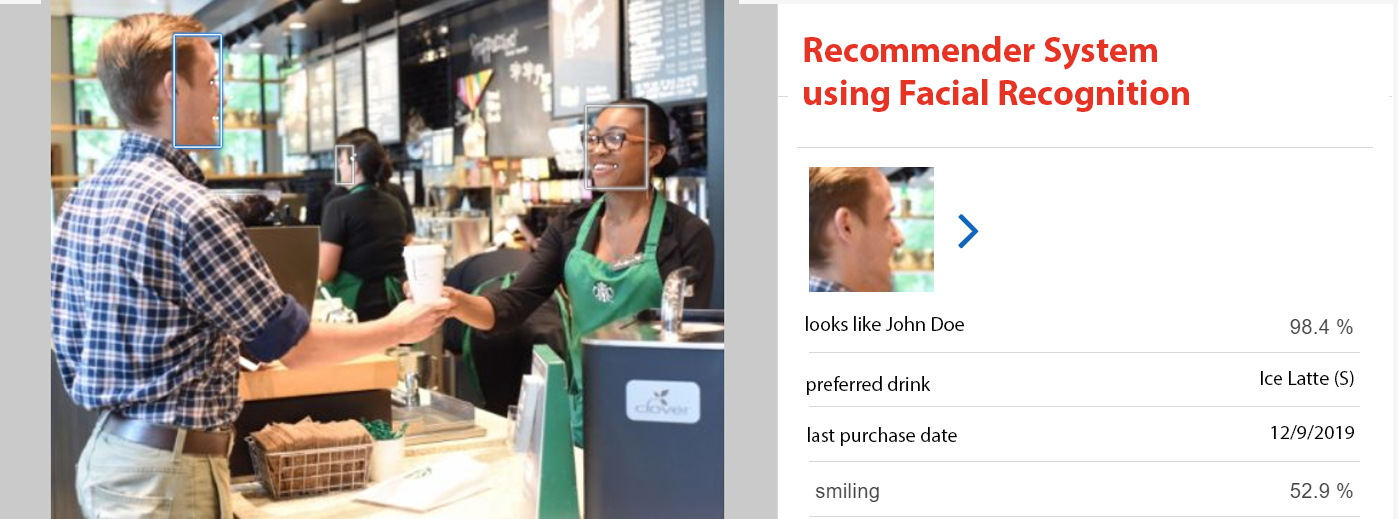 Recommender System
using Facial Recognition
looks like John Doe 98.4 %
preferred drink Ice Latte (S)
last purchase date 12/9/2019
smiling 52.9 %
clover